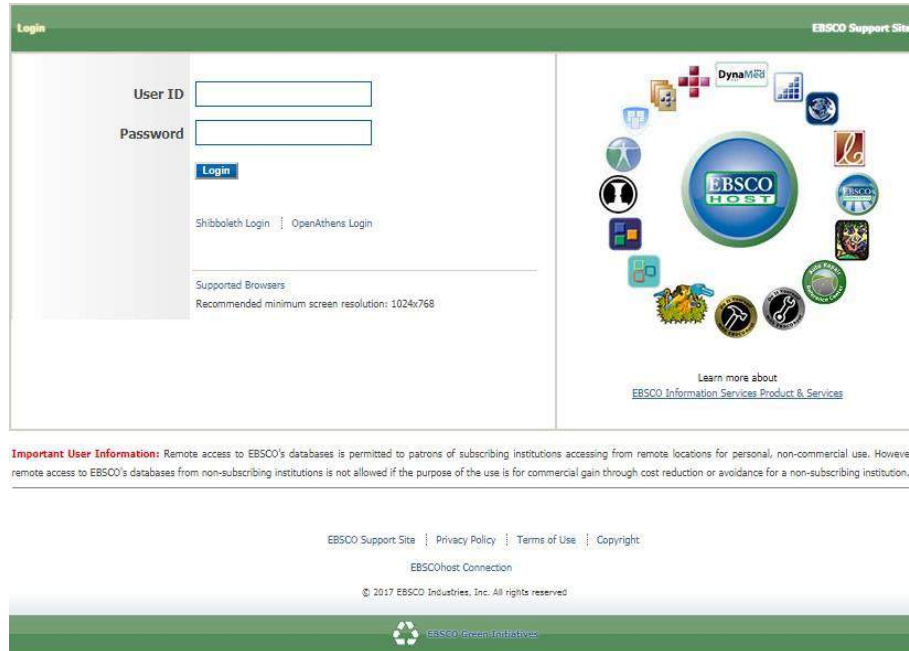 Login
EBSCO Support Site
User ID
Password
Login
Shibboleth Login
OpenAthens Login
Supported Browsers
Recommended minimum screen resolution: 1024x768
DynaMed
EBSCO
HOST
EBSCO
Auto Repair
Reference Center
Learn more about
EBSCO Information Services Product & Services
Important User Information: Remote access to EBSCO's databases is permitted to patrons of subscribing institutions accessing from remote locations for personal, non-commercial use. Howeve
remote access to EBSCO's databases from non-subscribing institutions is not allowed if the purpose of the use is for commercial gain through cost reduction or avoidance for a non-subscribing institution.
EBSCO Support Site
Privacy Policy
Terms of Use
Copyright
EBSCOhost Connection
© 2017 EBSCO Industries, Inc. All rights reserved
EBSCO Green Initiatives